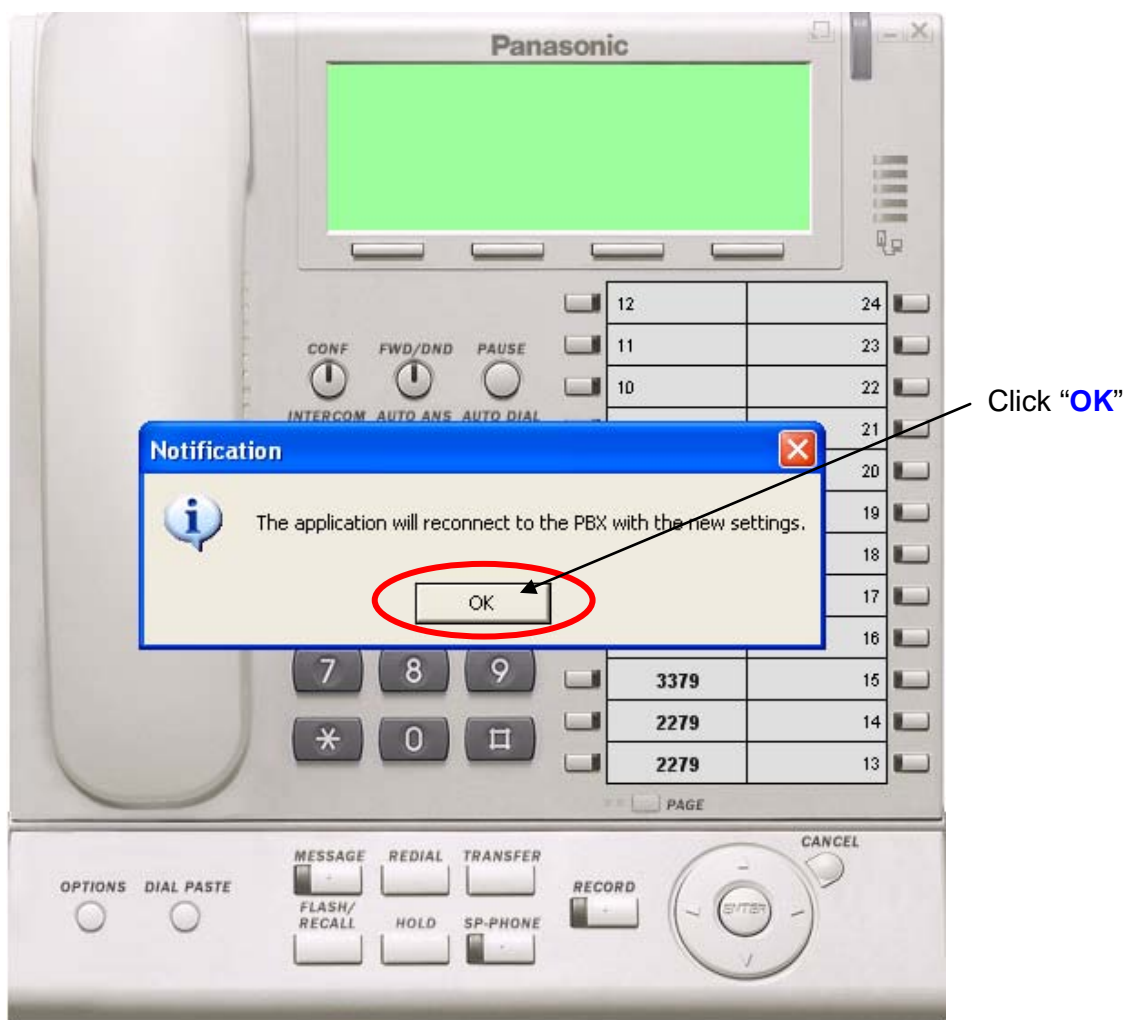 Panasonic
12 24
CONF FWD/DND PAUSE
11 23
10 22
INTERCOM AUTO ANS AUTO DIAL
Click “OK”
21
Notification
20
The application will reconnect to the PBX with the new settings.
19
18
OK
17
16
7 8 9
3379 15
2279 14
* 0 #
2279 13
PAGE
CANCEL
MESSAGE REDIAL TRANSFER
OPTIONS DIAL PASTE
RECORD
ENTER
FLASH/
RECALL HOLD SP-PHONE